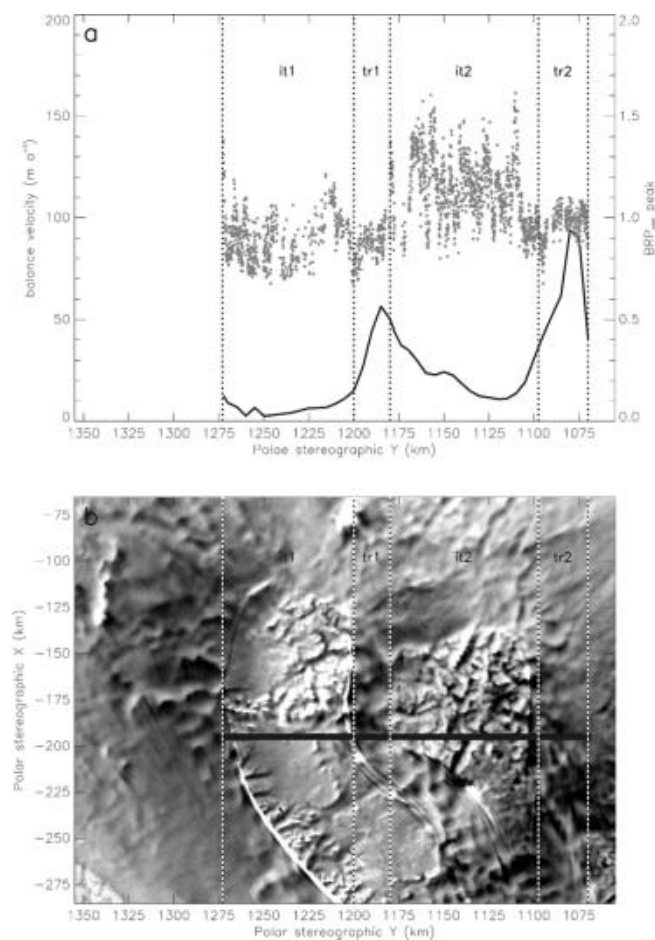 a
200
150
100
50
0
balance velocity (m a⁻¹)
it1
tr1
it2
tr2
2.0
1.5
1.0
0.5
0.0
peak
1350
1325
1300
1275
1250
1225
1200
1175
1150
1125
1100
1075
Polar stereographic Y (km)
b
−75
−100
−125
−150
−175
−200
−225
−250
−275
Polar stereographic X (km)
it1
tr1
it2
tr2
1350
1325
1300
1275
1250
1225
1200
1175
1150
1125
1100
1075
Polar stereographic Y (km)